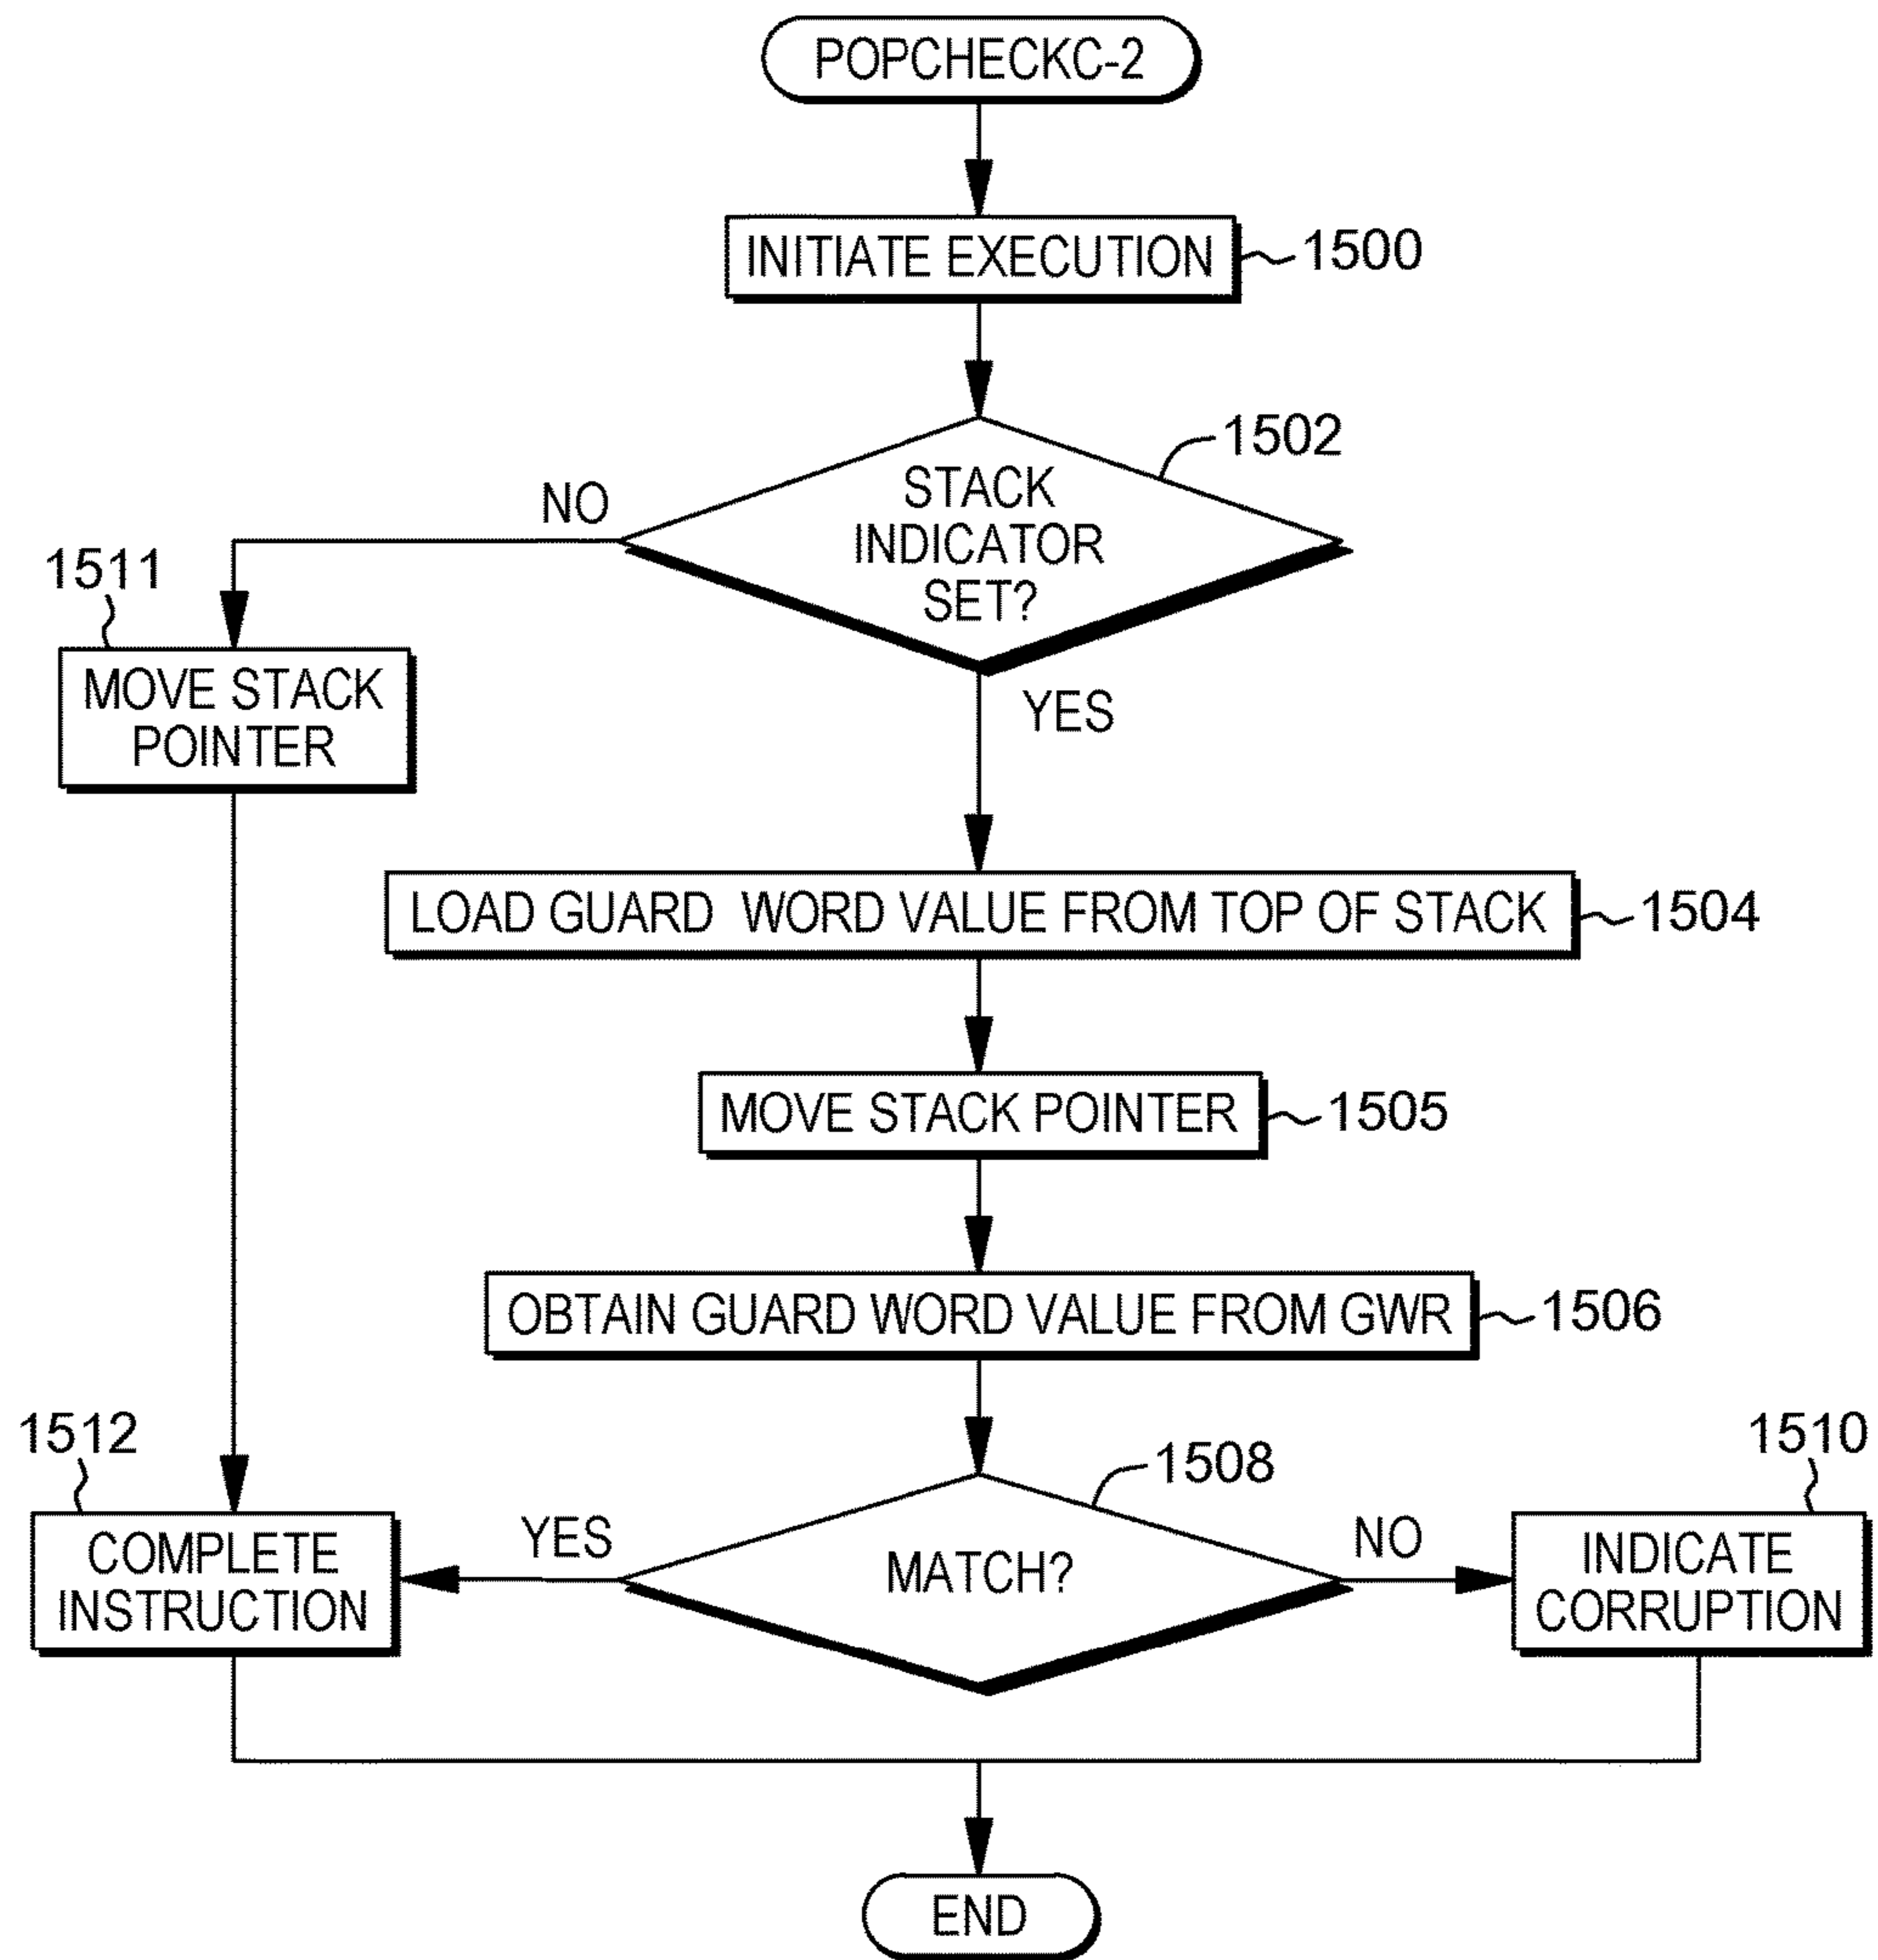 POPCHECKC-2
INITIATE EXECUTION
1500
1502
STACK
INDICATOR
SET?
NO
YES
1511
MOVE STACK
POINTER
LOAD GUARD WORD VALUE FROM TOP OF STACK
1504
MOVE STACK POINTER
1505
OBTAIN GUARD WORD VALUE FROM GWR
1506
1512
COMPLETE
INSTRUCTION
YES
MATCH?
1508
NO
1510
INDICATE
CORRUPTION
END